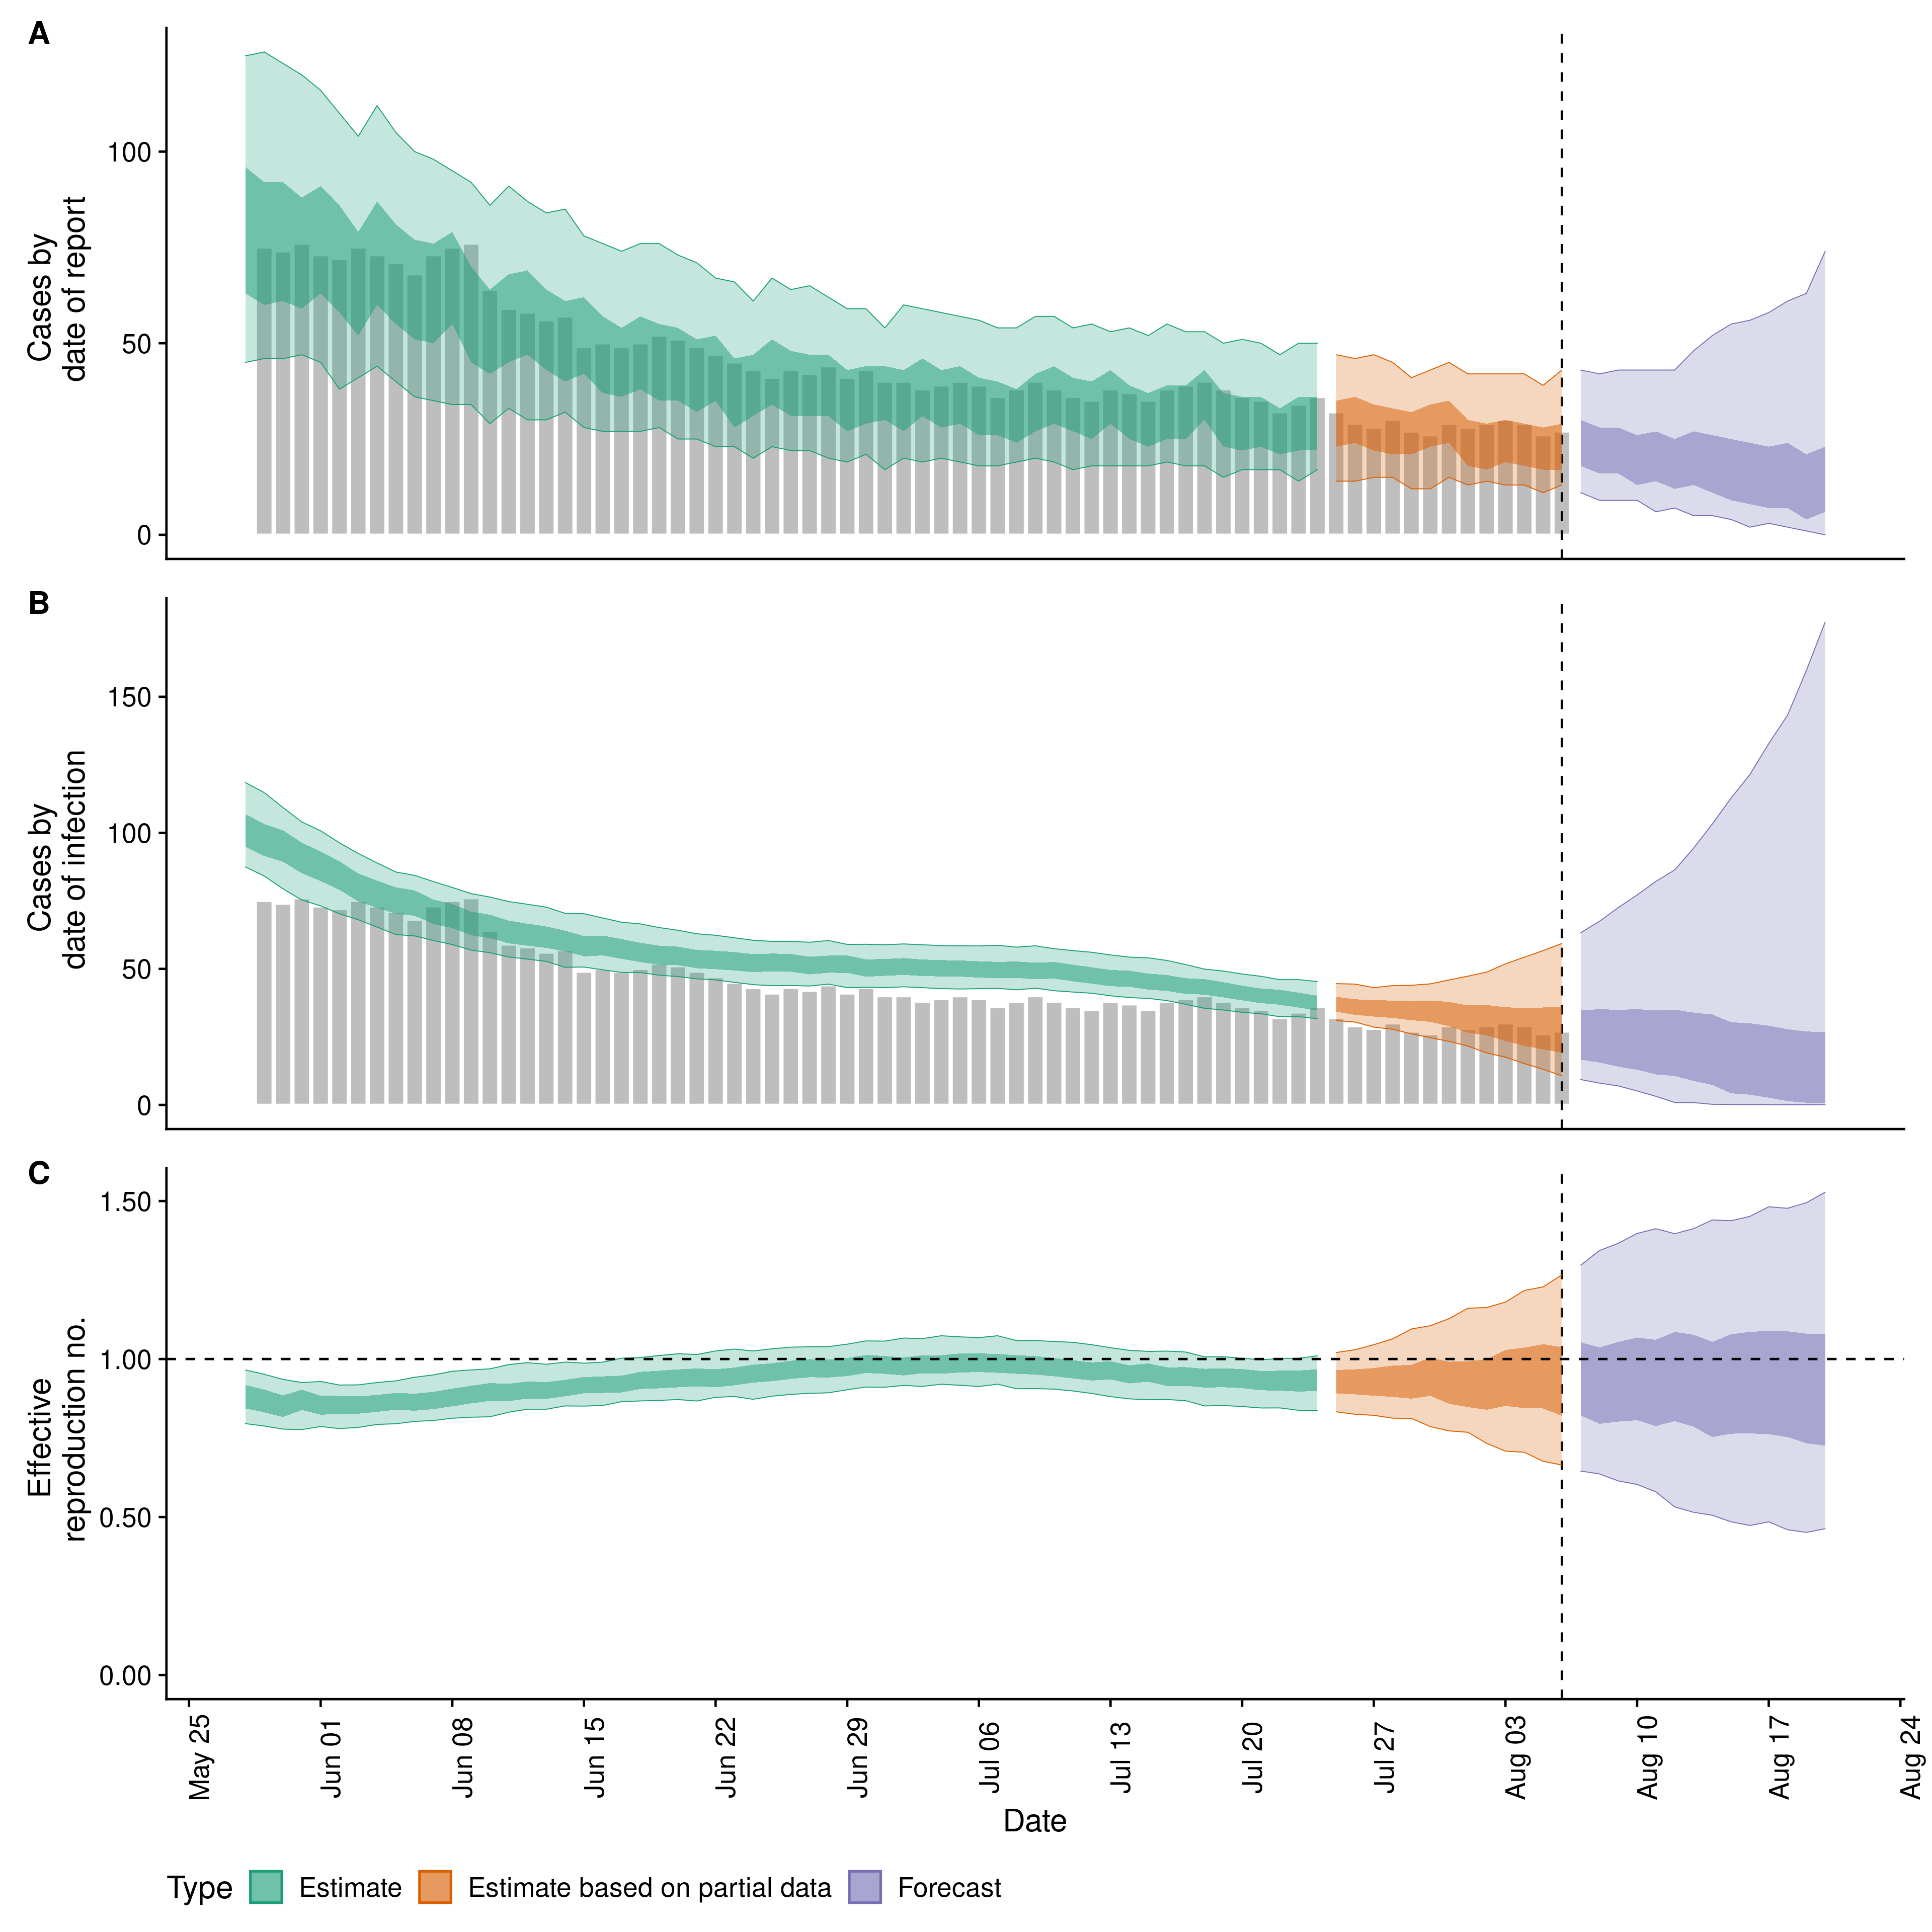 A
Cases by
date of report
100
50
0
B
Cases by
date of infection
150
100
50
0
C
Effective
reproduction no.
1.50
1.00
0.50
0.00
May 25
Jun 01
Jun 08
Jun 15
Jun 22
Jun 29
Jul 06
Jul 13
Jul 20
Jul 27
Aug 03
Aug 10
Aug 17
Aug 24
Date
Type Estimate Estimate based on partial data Forecast